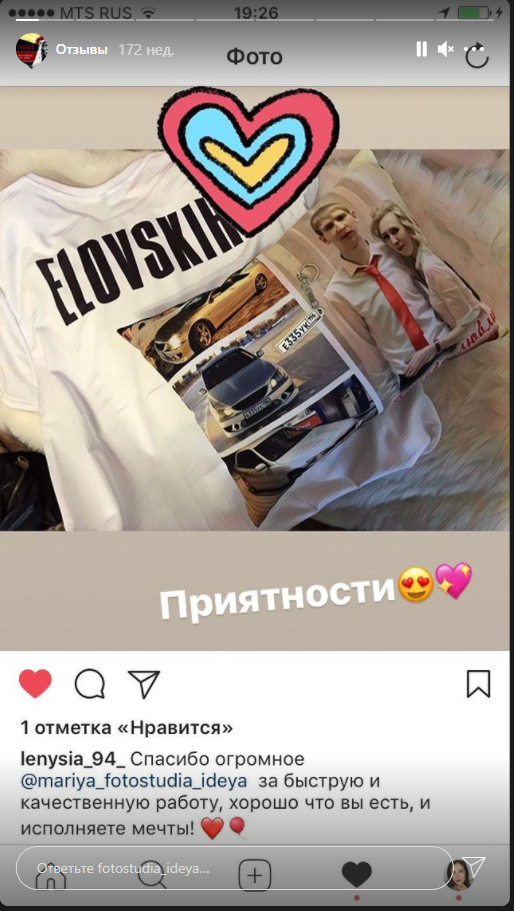 MTS RUS 19:26
Отзывы 172 нед.
Фото
ELOVSKIH
E335YK
Приятности😍💖
1 отметка «Нравится»
lenysia_94_ Спасибо огромное
@mariya_fotostudia_ideya за быструю и
качественную работу, хорошо что вы есть, и
исполняете мечты! ❤️🎈
Ответьте fotostudia_ideya...